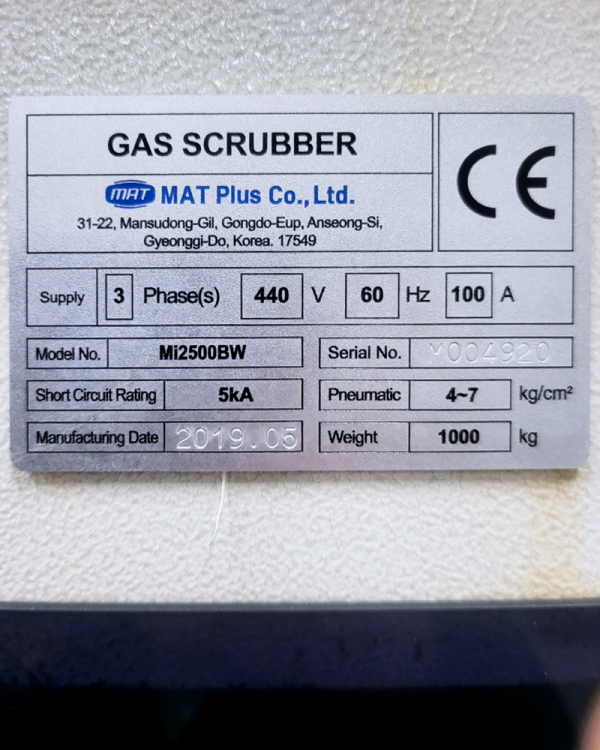 GAS SCRUBBER
CE
MAT MAT Plus Co., Ltd.
31-22, Mansudong-Gil, Gongdo-Eup, Anseong-Si,
Gyeonggi-Do, Korea. 17549
Supply 3 Phase(s) 440 V 60 Hz 100 A
Model No. Mi2500BW Serial No. M004920
Short Circuit Rating 5kA Pneumatic 4~7 kg/cm²
Manufacturing Date 2019.05 Weight 1000 kg